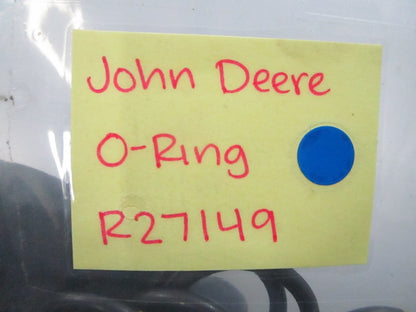 John Deere
O-Ring
R27149